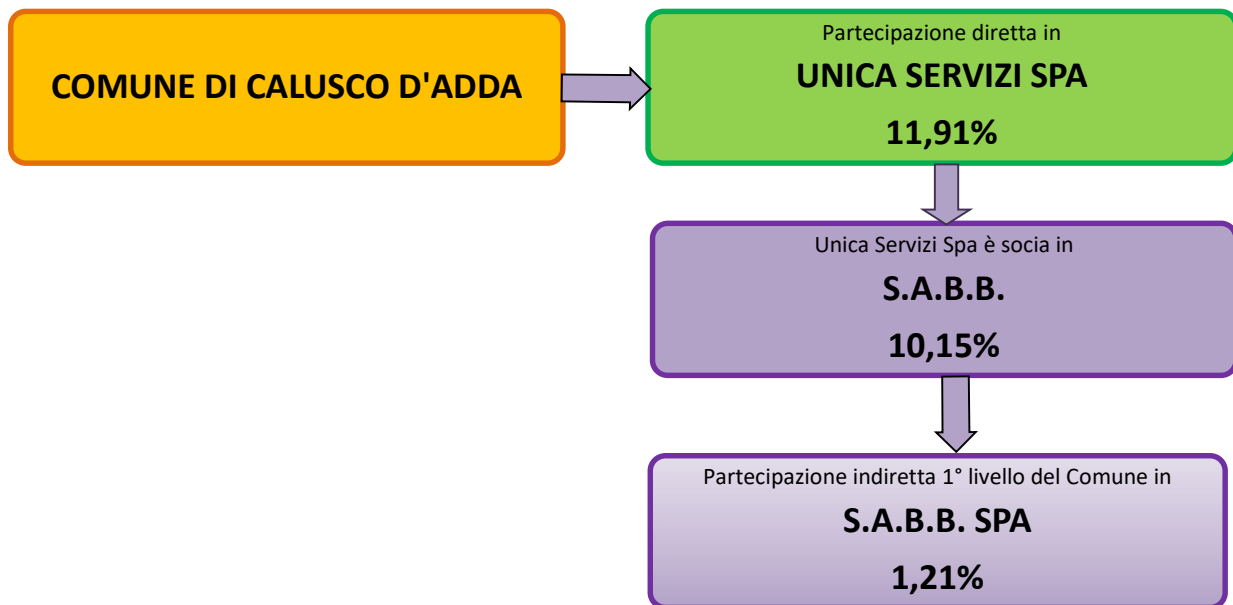 COMUNE DI CALUSCO D'ADDA
Partecipazione diretta in
UNICA SERVIZI SPA
11,91%
Unica Servizi Spa è socia in
S.A.B.B.
10,15%
Partecipazione indiretta 1° livello del Comune in
S.A.B.B. SPA
1,21%